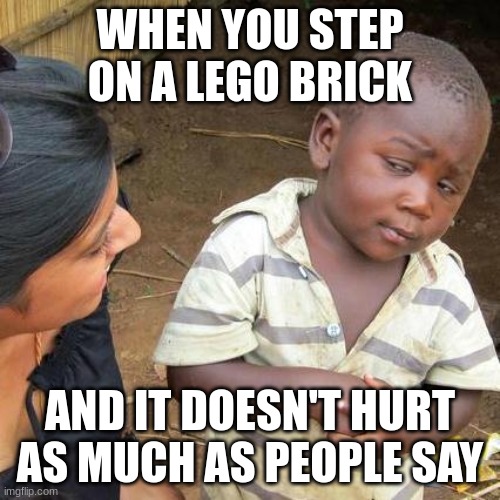 WHEN YOU STEP
ON A LEGO BRICK
AND IT DOESN'T HURT
AS MUCH AS PEOPLE SAY
imgflip.com